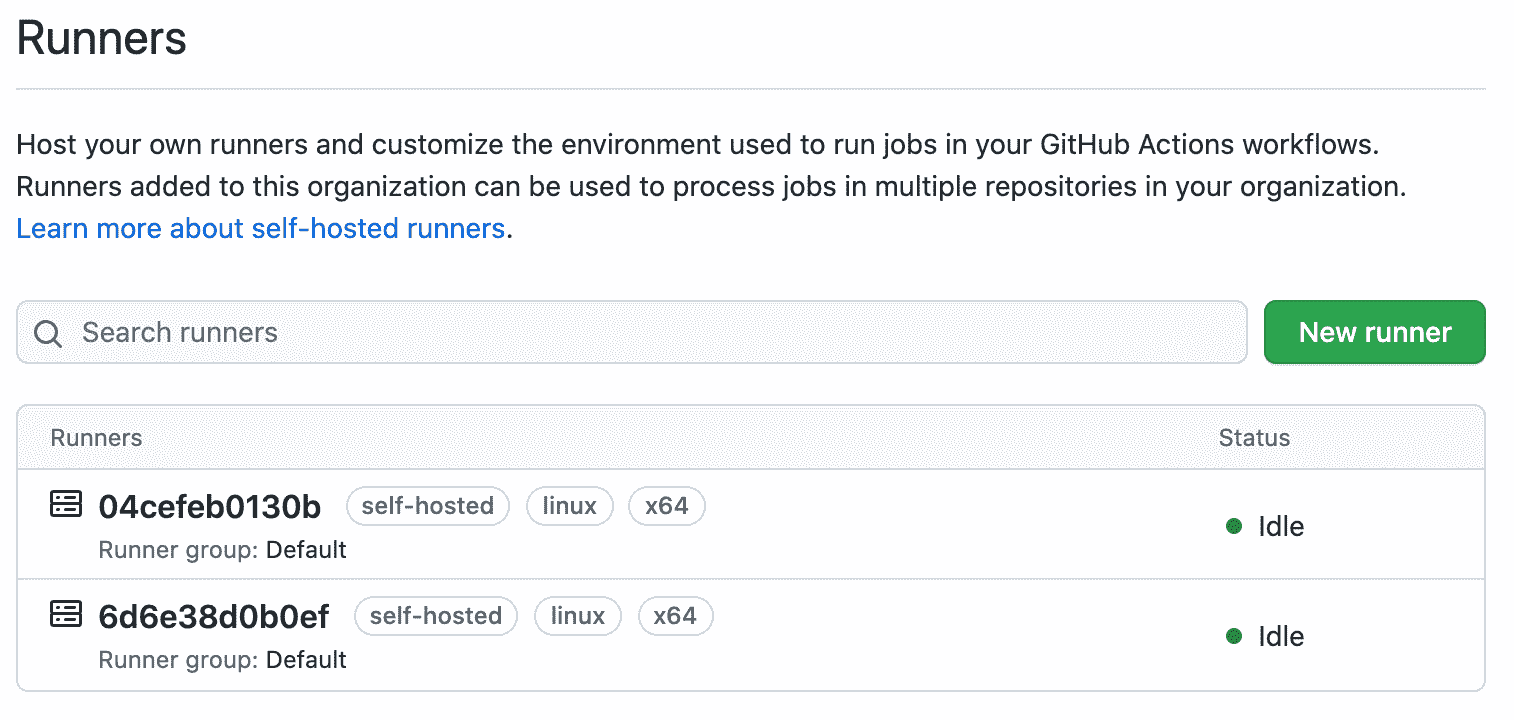 Runners
Host your own runners and customize the environment used to run jobs in your GitHub Actions workflows.
Runners added to this organization can be used to process jobs in multiple repositories in your organization.
Learn more about self-hosted runners.
Search runners
New runner
Runners Status
04cefeb0130b self-hosted linux x64
Idle
Runner group: Default
6d6e38d0b0ef self-hosted linux x64
Idle
Runner group: Default